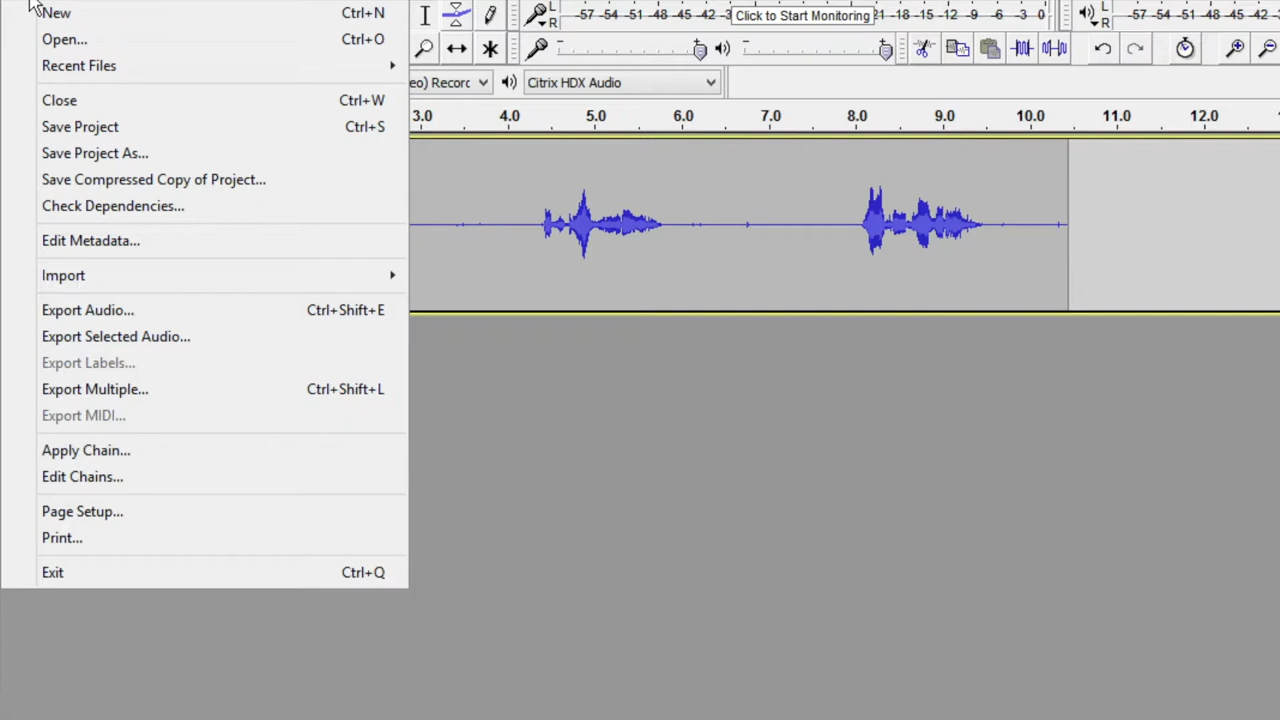 New Ctrl+N
Open... Ctrl+O
Recent Files
Close Ctrl+W
Save Project Ctrl+S
Save Project As...
Save Compressed Copy of Project...
Check Dependencies...
Edit Metadata...
Import
Export Audio... Ctrl+Shift+E
Export Selected Audio...
Export Labels...
Export Multiple... Ctrl+Shift+L
Export MIDI...
Apply Chain...
Edit Chains...
Page Setup...
Print...
Exit Ctrl+Q
L
R
-57 -54 -51 -48 -45 -42 Click to Start Monitoring 21 -18 -15 -12 -9 -6 -3 0
L
R
-57 -54 -51 -48 -45 -42
eo) Recorc Citrix HDX Audio
3.0 4.0 5.0 6.0 7.0 8.0 9.0 10.0 11.0 12.0